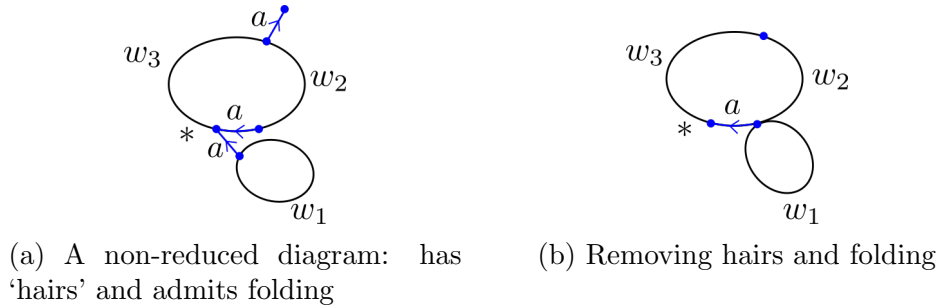 a
w₃
w₂
a
*
a
w₁
w₃
w₂
a
*
w₁
(a) A non-reduced diagram: has
‘hairs’ and admits folding
(b) Removing hairs and folding